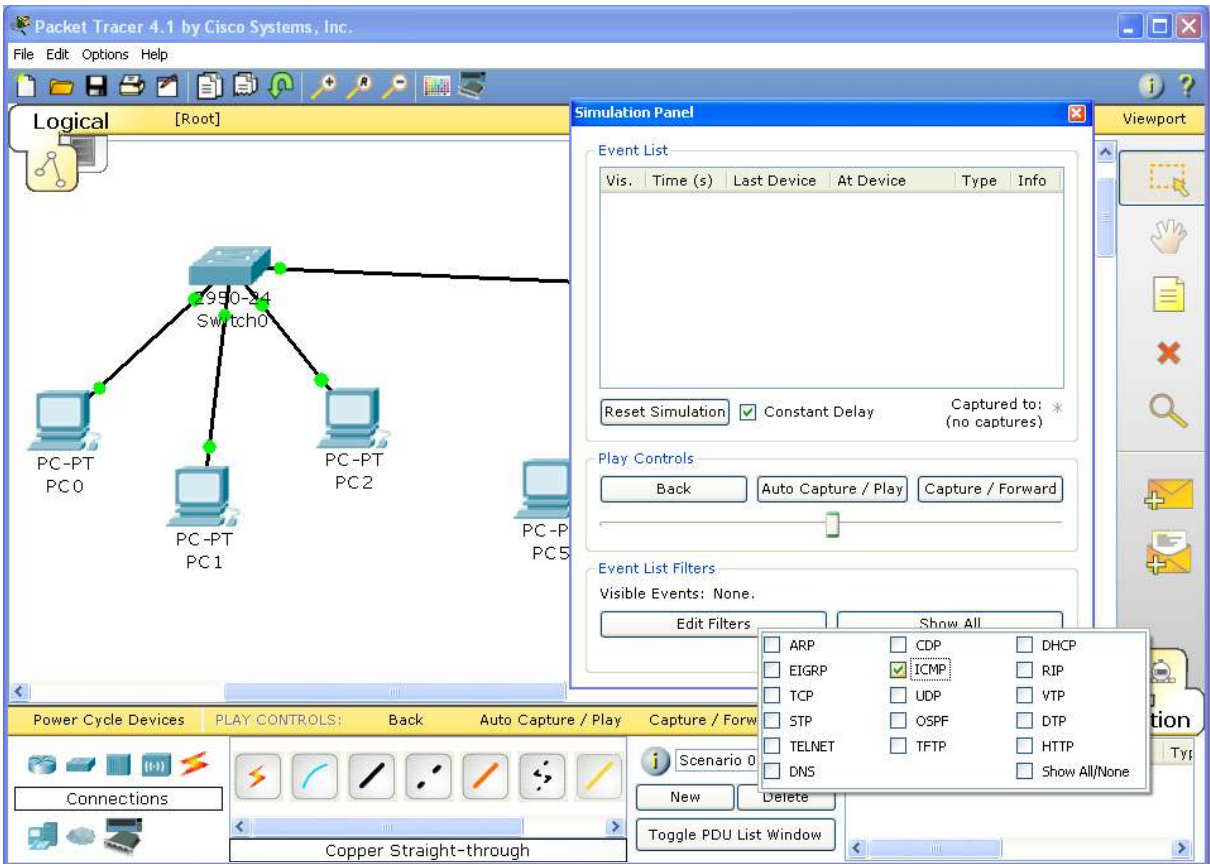 Packet Tracer 4.1 by Cisco Systems, Inc.
File Edit Options Help
Logical
[Root]
Viewport
Simulation Panel
Event List
Vis. Time (s) Last Device At Device Type Info
Reset Simulation Constant Delay Captured to: *
(no captures)
Play Controls
Back Auto Capture / Play Capture / Forward
Event List Filters
Visible Events: None.
Edit Filters Show All
ARP CDP DHCP
EIGRP ICMP RIP
TCP UDP VTP
STP OSPF DTP
TELNET TFTP HTTP
DNS Show All/None
2950-24
Switch0
PC-PT
PC0
PC-PT
PC1
PC-PT
PC2
PC-P
PC5
Power Cycle Devices PLAY CONTROLS: Back Auto Capture / Play Capture / Forw
tion
Connections
Copper Straight-through
i Scenario 0
New Delete
Toggle PDU List Window